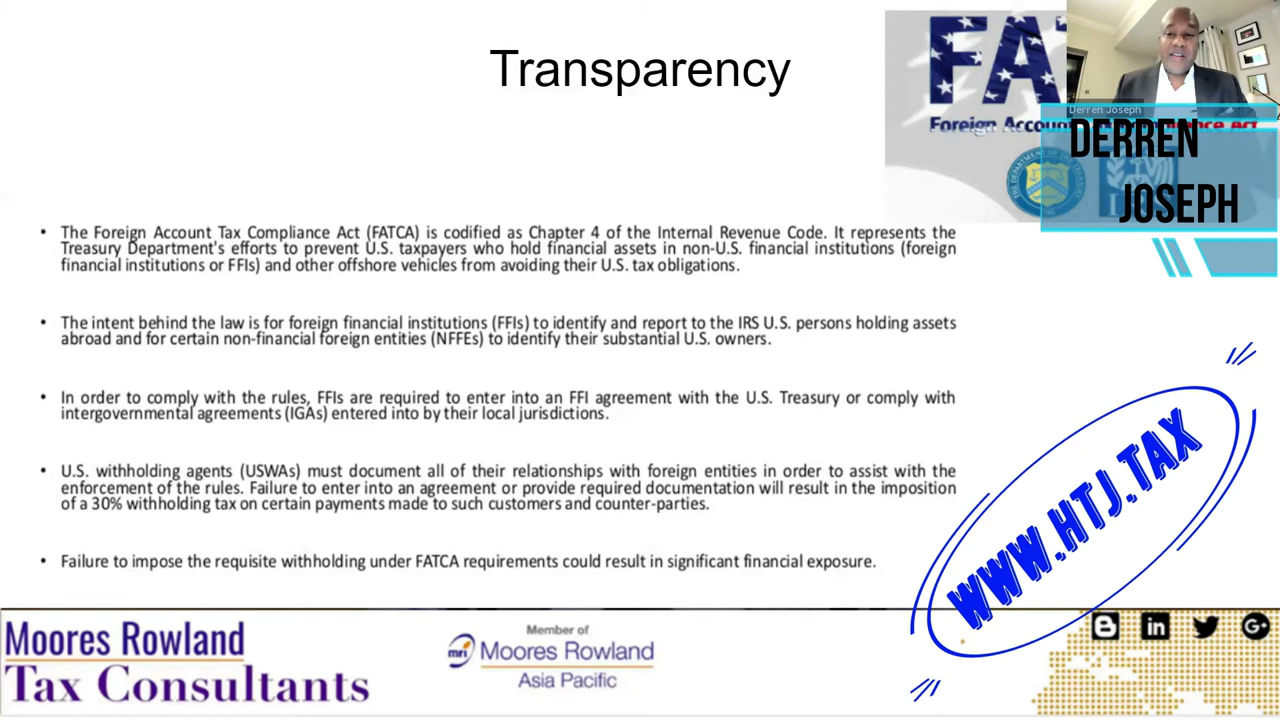 Transparency
FA
Foreign Accou
liance Act
Derren Joseph
DERREN
JOSEPH
• The Foreign Account Tax Compliance Act (FATCA) is codified as Chapter 4 of the Internal Revenue Code. It represents the
Treasury Department's efforts to prevent U.S. taxpayers who hold financial assets in non-U.S. financial institutions (foreign
financial institutions or FFIs) and other offshore vehicles from avoiding their U.S. tax obligations.
• The intent behind the law is for foreign financial institutions (FFIs) to identify and report to the IRS U.S. persons holding assets
abroad and for certain non-financial foreign entities (NFFEs) to identify their substantial U.S. owners.
• In order to comply with the rules, FFIs are required to enter into an FFI agreement with the U.S. Treasury or comply with
intergovernmental agreements (IGAs) entered into by their local jurisdictions.
• U.S. withholding agents (USWAs) must document all of their relationships with foreign entities in order to assist with the
enforcement of the rules. Failure to enter into an agreement or provide required documentation will result in the imposition
of a 30% withholding tax on certain payments made to such customers and counter-parties.
• Failure to impose the requisite withholding under FATCA requirements could result in significant financial exposure.
WWW.HTJ.TAX
Moores Rowland
Tax Consultants
Member of
mri Moores Rowland
Asia Pacific